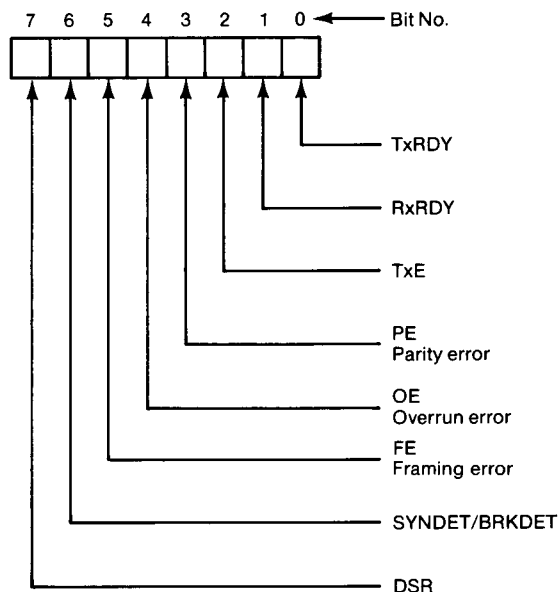 7 6 5 4 3 2 1 0 Bit No.
TxRDY
RxRDY
TxE
PE
Parity error
OE
Overrun error
FE
Framing error
SYNDET/BRKDET
DSR